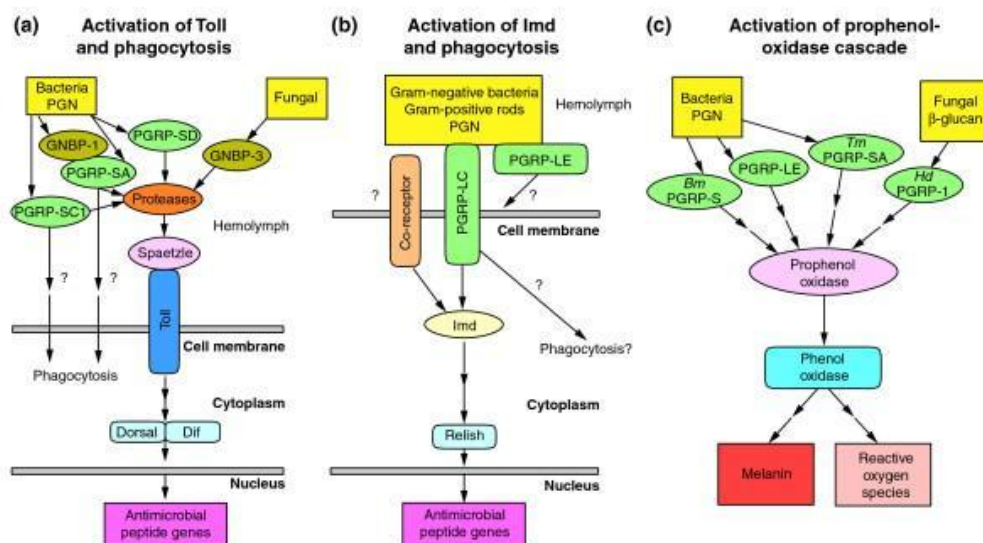 (a) Activation of Toll
and phagocytosis
Bacteria
PGN
Fungal
GNBP-1
PGRP-SD
GNBP-3
PGRP-SA
Proteases
PGRP-SC1
Hemolymph
Spaetzle
?
?
Toll
Cell membrane
Phagocytosis
Cytoplasm
Dorsal
Dif
Nucleus
Antimicrobial
peptide genes
(b) Activation of Imd
and phagocytosis
Gram-negative bacteria
Gram-positive rods
PGN
Hemolymph
PGRP-LE
?
?
Co-receptor
PGRP-LC
Cell membrane
?
Imd
Phagocytosis?
Cytoplasm
Relish
Nucleus
Antimicrobial
peptide genes
(c) Activation of prophenol-
oxidase cascade
Bacteria
PGN
Fungal
β-glucan
Tm
PGRP-SA
PGRP-LE
Bm
PGRP-S
Hd
PGRP-1
Prophenol
oxidase
Phenol
oxidase
Melanin
Reactive
oxygen
species